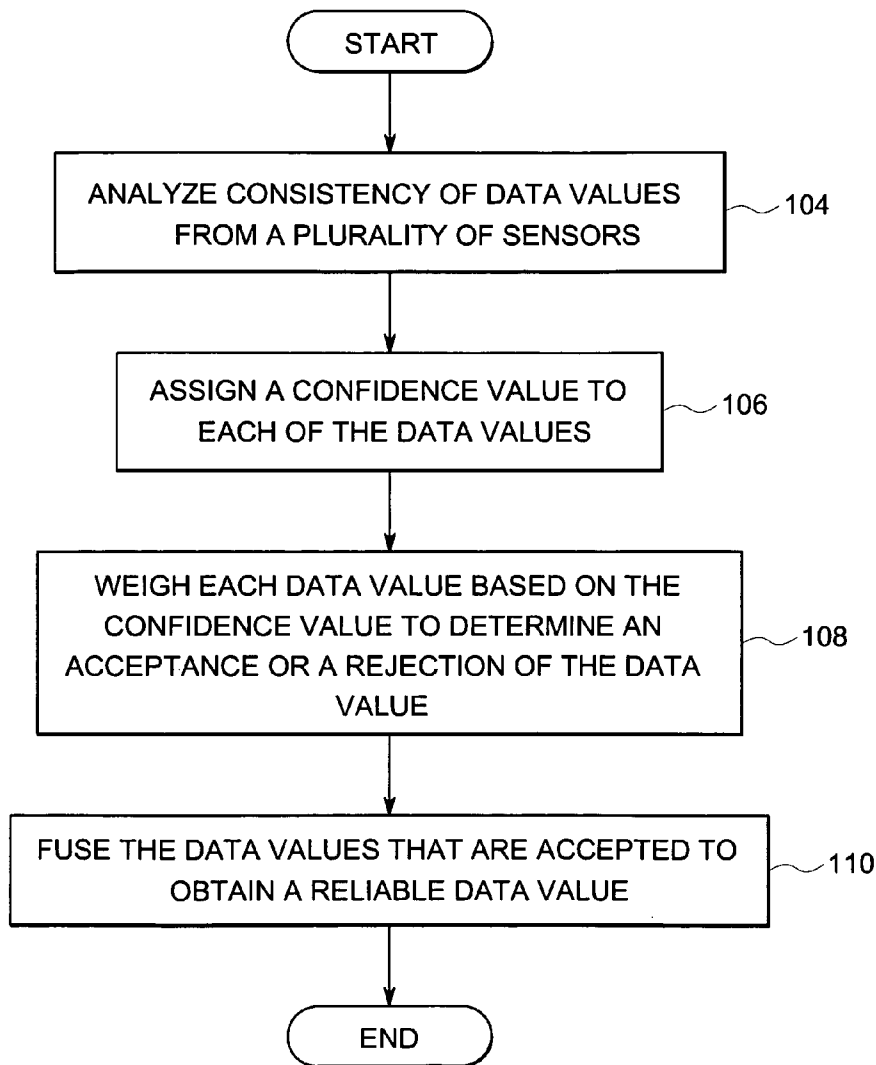 START
ANALYZE CONSISTENCY OF DATA VALUES
FROM A PLURALITY OF SENSORS
104
ASSIGN A CONFIDENCE VALUE TO
EACH OF THE DATA VALUES
106
WEIGH EACH DATA VALUE BASED ON THE
CONFIDENCE VALUE TO DETERMINE AN
ACCEPTANCE OR A REJECTION OF THE DATA
VALUE
108
FUSE THE DATA VALUES THAT ARE ACCEPTED TO
OBTAIN A RELIABLE DATA VALUE
110
END